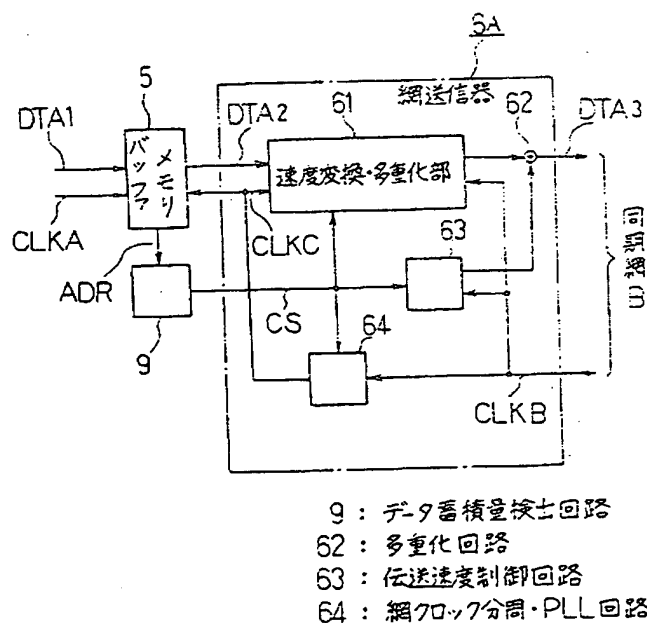 6A
網送信器
5
DTA1
バッファ
メモリ
DTA2
61
速度変換・多重化部
62
DTA3
CLKA
CLKC
63
ADR
CS
9
64
CLKB
同期網B
9 : データ蓄積量検出回路
62 : 多重化回路
63 : 伝送速度制御回路
64 : 網クロック分周・PLL回路